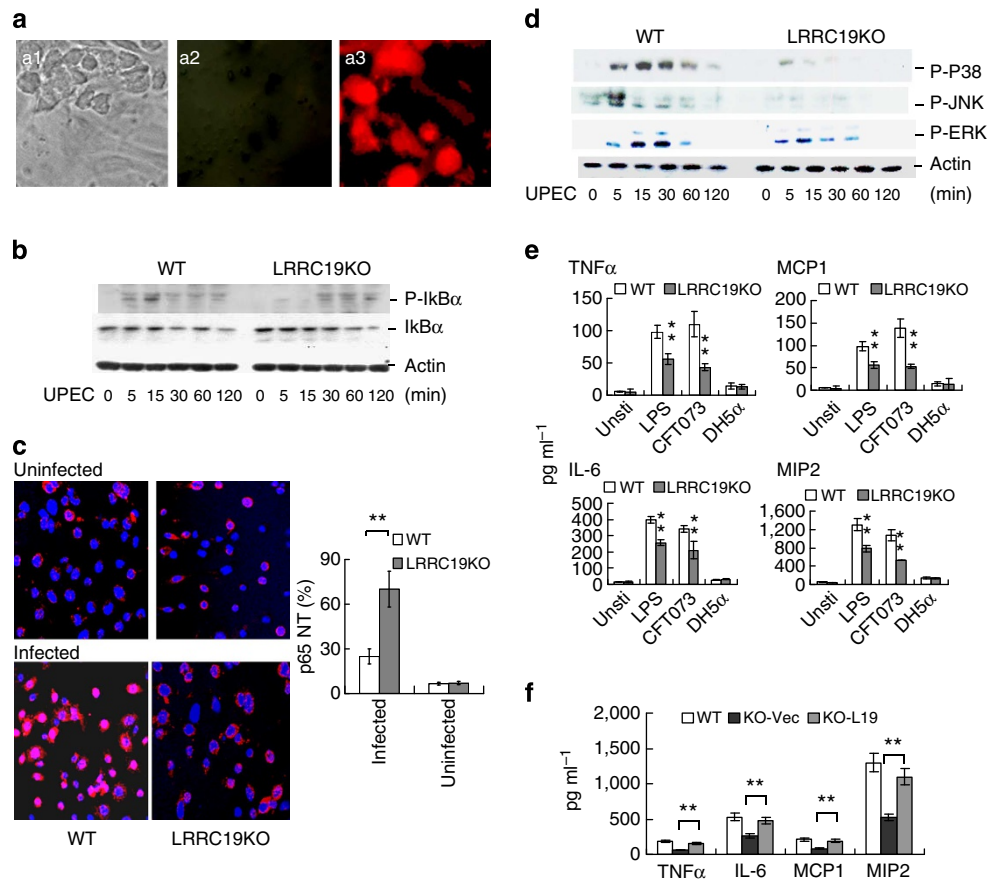 a
a1
a2
a3
b
WT LRRC19KO
P-IkBα
IkBα
Actin
UPEC 0 5 15 30 60 120 0 5 15 30 60 120 (min)
c
Uninfected
Infected
WT LRRC19KO
**
WT
LRRC19KO
p65 NT (%)
90
60
30
0
Infected Uninfected
d
WT LRRC19KO
P-P38
P-JNK
P-ERK
Actin
UPEC 0 5 15 30 60 120 0 5 15 30 60 120 (min)
e
pg ml⁻¹
TNFα
WT LRRC19KO
150
100
50
0
** **
Unsti LPS CFT073 DH5α
MCP1
WT LRRC19KO
200
150
100
50
0
** **
Unsti LPS CFT073 DH5α
IL-6
WT LRRC19KO
500
400
300
200
100
0
** **
Unsti LPS CFT073 DH5α
MIP2
WT LRRC19KO
1,600
1,200
800
400
0
** **
Unsti LPS CFT073 DH5α
f
WT KO-Vec KO-L19
pg ml⁻¹
2,000
1,500
1,000
500
0
** ** ** **
TNFα IL-6 MCP1 MIP2